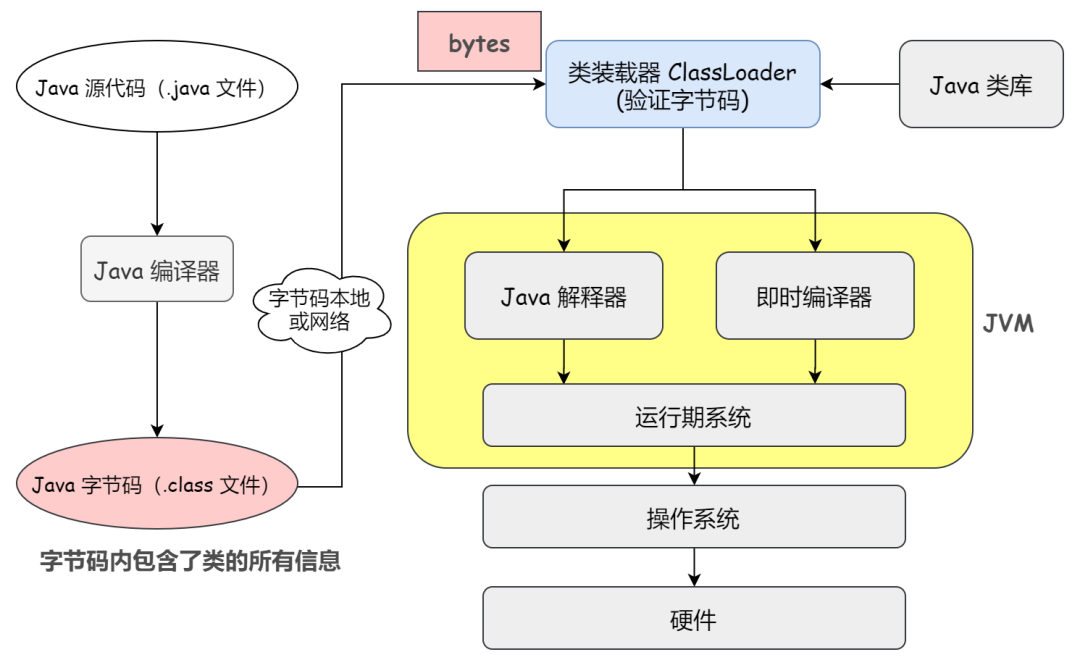 bytes
Java 源代码（.java 文件）
类装载器 ClassLoader
(验证字节码)
Java 类库
Java 编译器
字节码本地
或网络
Java 解释器
即时编译器
JVM
运行期系统
Java 字节码（.class 文件）
操作系统
字节码内包含了类的所有信息
硬件